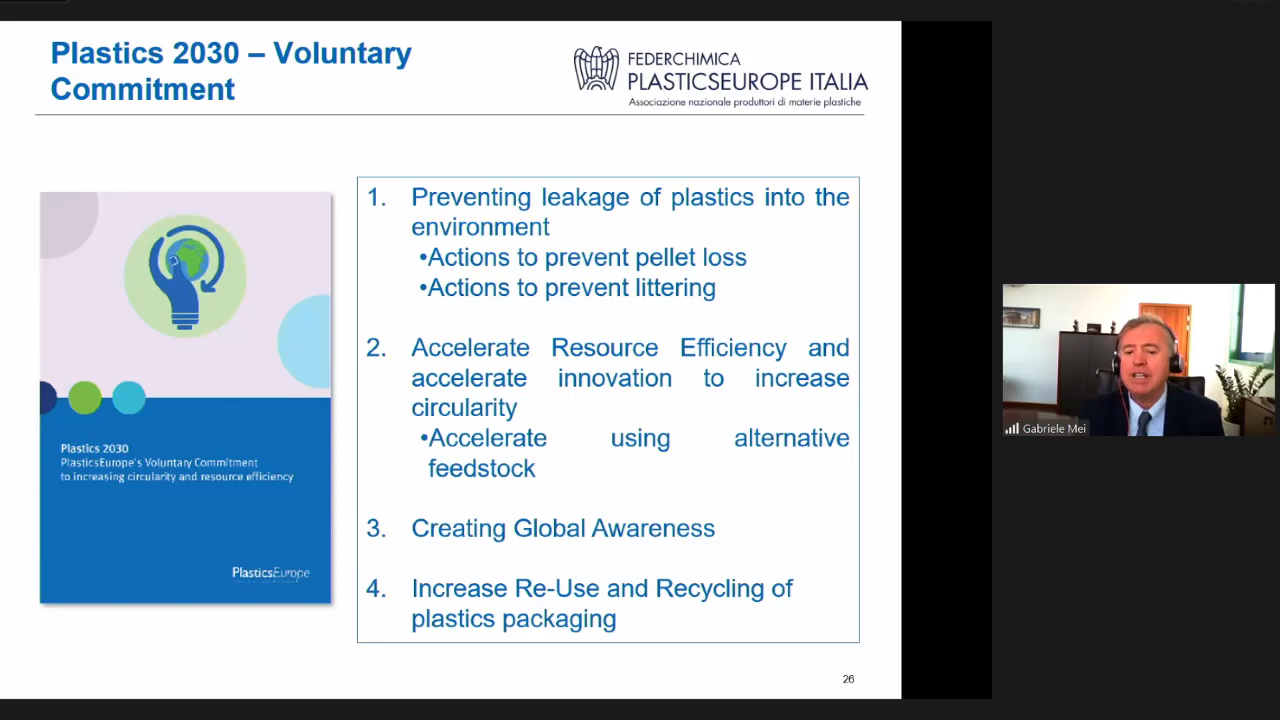 Plastics 2030 – Voluntary
Commitment
FEDERCHIMICA
PLASTICSEUROPE ITALIA
Associazione nazionale produttori di materie plastiche
Plastics 2030
PlasticsEurope's Voluntary Commitment
to increasing circularity and resource efficiency
PlasticsEurope
1. Preventing leakage of plastics into the
environment
•Actions to prevent pellet loss
•Actions to prevent littering
2. Accelerate Resource Efficiency and
accelerate innovation to increase
circularity
•Accelerate using alternative
feedstock
3. Creating Global Awareness
4. Increase Re-Use and Recycling of
plastics packaging
26
Gabriele Mei